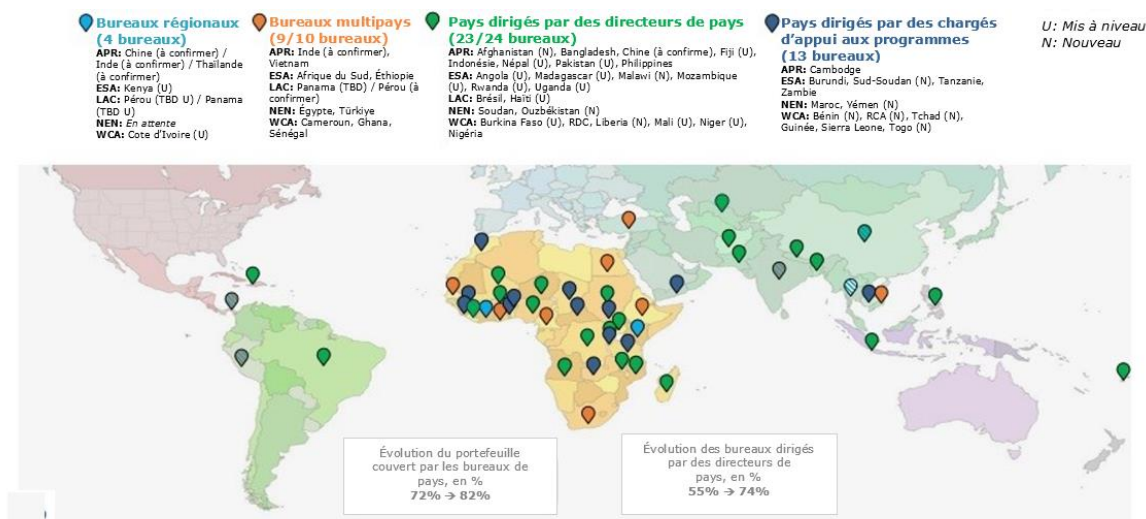 Bureaux régionaux
(4 bureaux)
APR: Chine (à confirmer) /
Inde (à confirmer) / Thaïlande
(à confirmer)
ESA: Kenya (U)
LAC: Pérou (TBD U) / Panama
(TBD U)
NEN: En attente
WCA: Cote d'Ivoire (U)
Bureaux multipays
(9/10 bureaux)
APR: Inde (à confirmer),
Vietnam
ESA: Afrique du Sud, Éthiopie
LAC: Panama (TBD) / Pérou (à
confirmer)
NEN: Égypte, Türkiye
WCA: Cameroun, Ghana,
Sénégal
Pays dirigés par des directeurs de pays
(23/24 bureaux)
APR: Afghanistan (N), Bangladesh, Chine (à confirme), Fiji (U),
Indonésie, Népal (U), Pakistan (U), Philippines
ESA: Angola (U), Madagascar (U), Malawi (N), Mozambique
(U), Rwanda (U), Uganda (U)
LAC: Brésil, Haïti (U)
NEN: Soudan, Ouzbékistan (N)
WCA: Burkina Faso (U), RDC, Liberia (N), Mali (U), Niger (U),
Nigéria
Pays dirigés par des chargés
d'appui aux programmes
(13 bureaux)
APR: Cambodge
ESA: Burundi, Sud-Soudan (N), Tanzanie,
Zambie
NEN: Maroc, Yémen (N)
WCA: Bénin (N), RCA (N), Tchad (N),
Guinée, Sierra Leone, Togo (N)
U: Mis à niveau
N: Nouveau
Évolution du portefeuille
couvert par les bureaux de
pays, en %
72% → 82%
Évolution des bureaux dirigés
par des directeurs de
pays, en %
55% → 74%